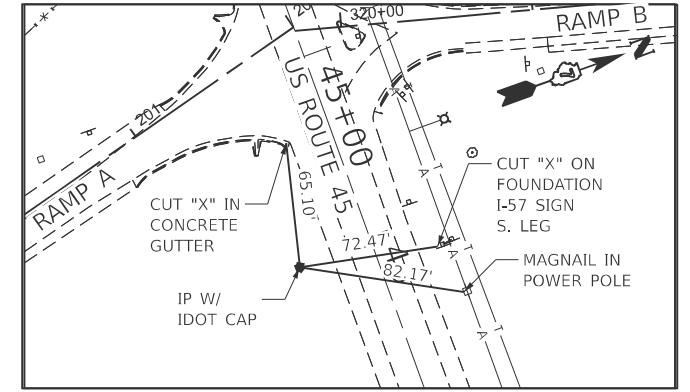 320+00
RAMP B
N
45+00
US ROUTE 45
201
RAMP A
CUT "X" IN
CONCRETE
GUTTER
65.10'
CUT "X" ON
FOUNDATION
I-57 SIGN
S. LEG
72.47'
82.17'
MAGNAIL IN
POWER POLE
IP W/
IDOT CAP
T
A
A
T
A